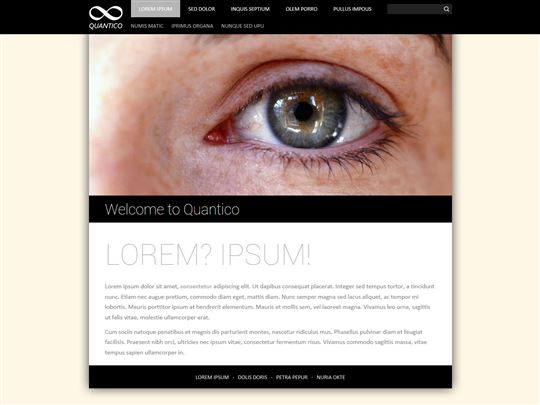 LOREM IPSUM SED DOLOR INQUIS SEPTIUM OLEM PORRO PULLUS IMPOUS
QUANTICO
NUMIS MATIC IPRIMUS ORGANA NUNQUE SED UPU
Welcome to Quantico
LOREM? IPSUM!
Lorem ipsum dolor sit amet, consectetur adipiscing elit. Ut dapibus consequat placerat. Integer sed tempus tortor, a tincidunt
nunc. Etiam nec augue pretium, commodo diam eget, mattis diam. Nunc semper magna sed lacus aliquet, ac tempor mi
lobortis. Mauris porttitor ipsum at hendrerit elementum. Mauris et mollis sem, vel laoreet magna. Vivamus leo urna, sagittis
ut felis vitae, molestie ullamcorper erat.
Cum sociis natoque penatibus et magnis dis parturient montes, nascetur ridiculus mus. Phasellus pulvinar diam et feugiat
facilisis. Praesent nibh orci, ultricies nec ipsum vitae, consectetur fermentum risus. Vivamus commodo sagittis massa, vitae
tempus sapien ullamcorper in.
LOREM IPSUM - DOLIS DORIS - PETRA PEPUR - NURIA OKTE